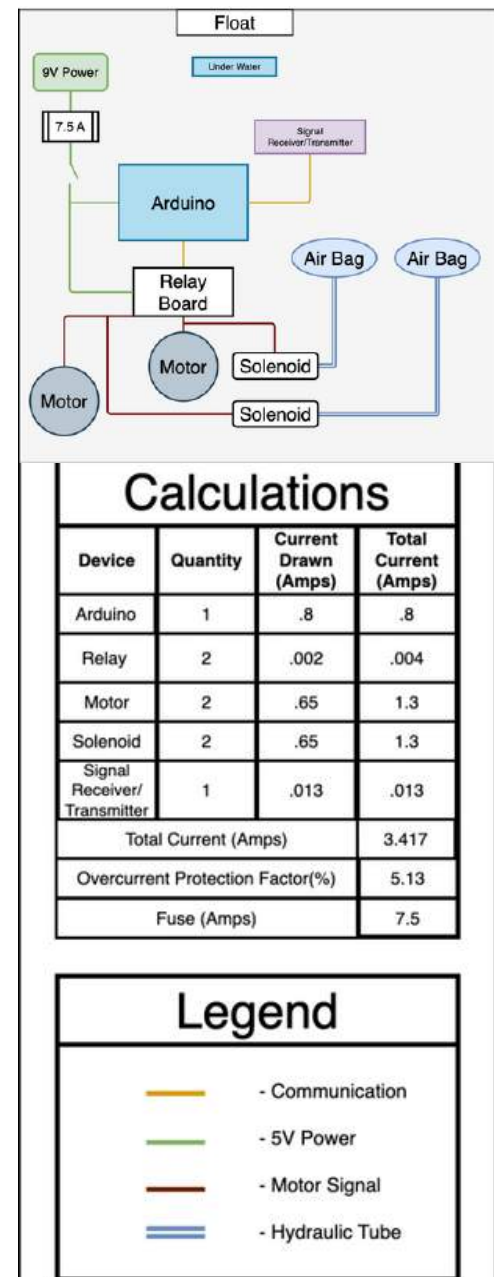 Float
9V Power
Under Water
7.5 A
Signal
Receiver/Transmitter
Arduino
Air Bag
Air Bag
Relay
Board
Motor
Solenoid
Motor
Solenoid
Calculations
Device Quantity Current Drawn (Amps) Total Current (Amps)
Arduino 1 .8 .8
Relay 2 .002 .004
Motor 2 .65 1.3
Solenoid 2 .65 1.3
Signal Receiver/ Transmitter 1 .013 .013
Total Current (Amps) 3.417
Overcurrent Protection Factor(%) 5.13
Fuse (Amps) 7.5
Legend
- Communication
- 5V Power
- Motor Signal
- Hydraulic Tube